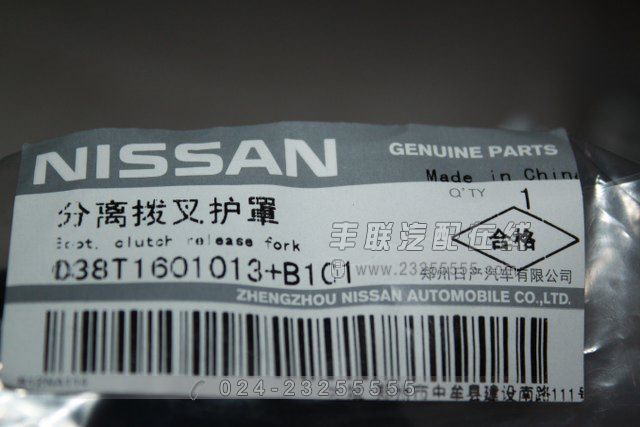 NISSAN
GENUINE PARTS
Made in China
Q'TY 1
分离拨叉护罩
Boot, clutch release fork
合格
丰联汽配在线
www.23255555.com
D38T1601013+B101
郑州日产汽车有限公司
ZHENGZHOU NISSAN AUTOMOBILE CO.,LTD.
024-23255555
市中牟县建设南路111号